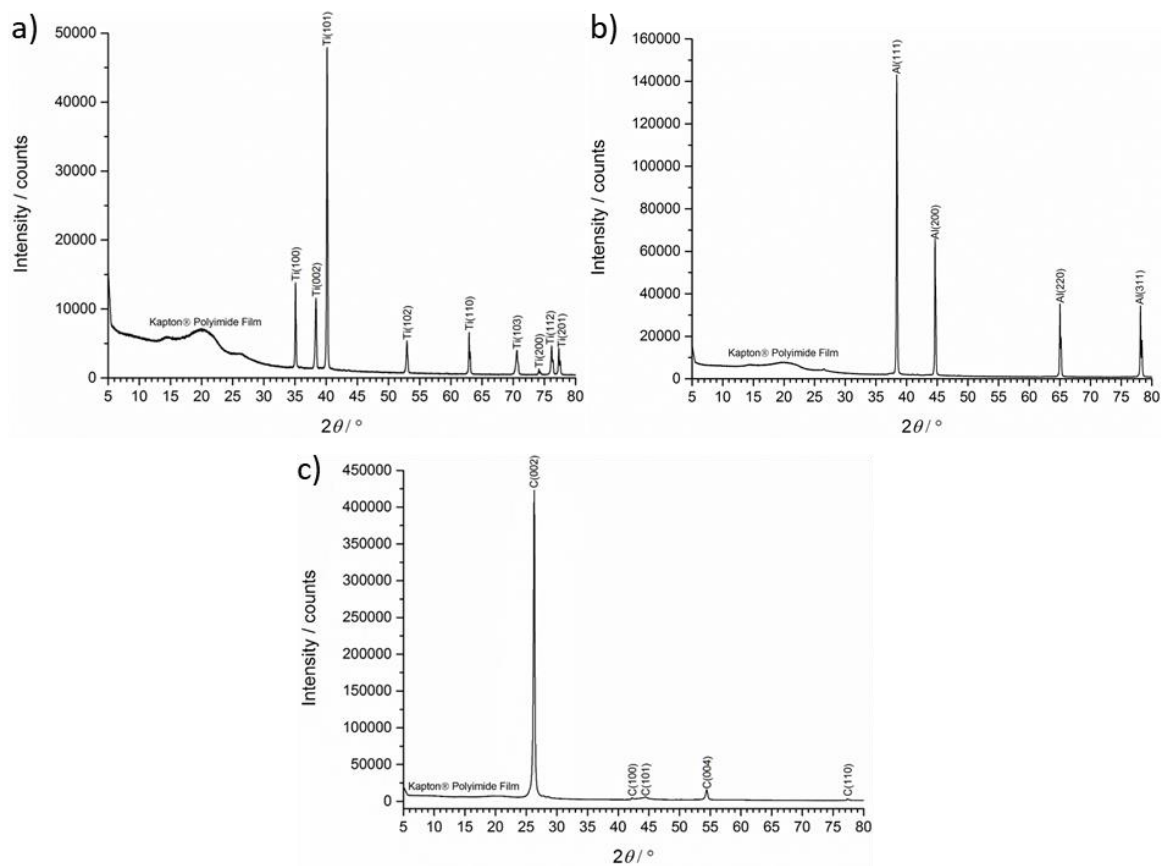 a)
50000
40000
30000
20000
10000
0
Intensity / counts
Kapton® Polyimide Film
Ti(100)
Ti(002)
Ti(101)
Ti(102)
Ti(110)
Ti(103)
Ti(200)
Ti(112)
Ti(201)
5 10 15 20 25 30 35 40 45 50 55 60 65 70 75 80
2θ / °
b)
160000
140000
120000
100000
80000
60000
40000
20000
0
Intensity / counts
Kapton® Polyimide Film
Al(111)
Al(200)
Al(220)
Al(311)
5 10 15 20 25 30 35 40 45 50 55 60 65 70 75 80
2θ / °
c)
450000
400000
350000
300000
250000
200000
150000
100000
50000
0
Intensity / counts
Kapton® Polyimide Film
C(002)
C(100)
C(101)
C(004)
C(110)
5 10 15 20 25 30 35 40 45 50 55 60 65 70 75 80
2θ / °